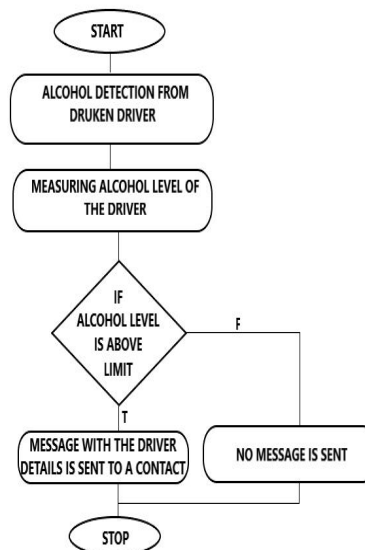 START
ALCOHOL DETECTION FROM
DRUKEN DRIVER
MEASURING ALCOHOL LEVEL OF
THE DRIVER
IF
ALCOHOL LEVEL
IS ABOVE
LIMIT
F
T
MESSAGE WITH THE DRIVER
DETAILS IS SENT TO A CONTACT
NO MESSAGE IS SENT
STOP